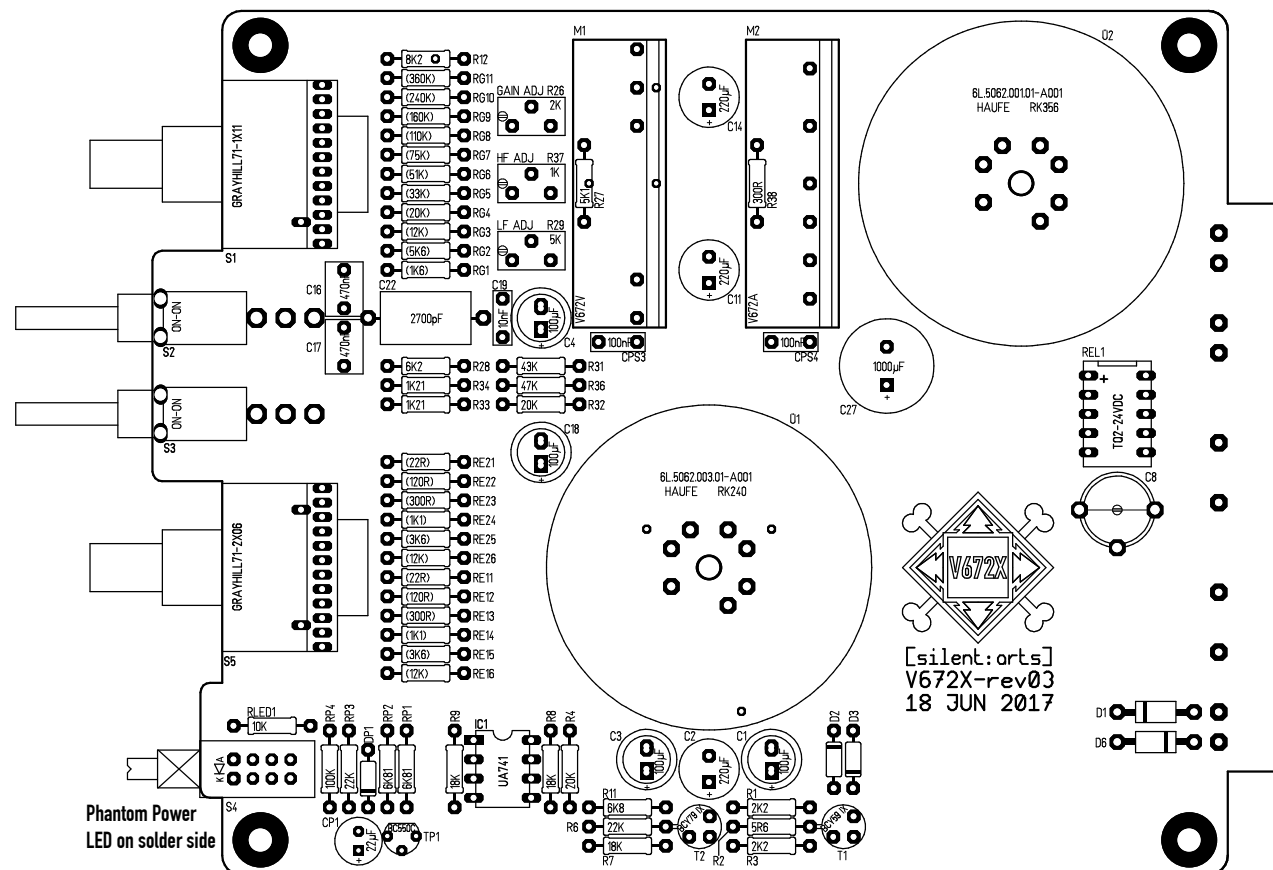 M1
M2
O2
8K2 R12
(360K) RG11
(240K) RG10
(160K) RG9
(110K) RG8
(75K) RG7
(51K) RG6
(33K) RG5
(20K) RG4
(12K) RG3
(5K6) RG2
(1K6) RG1
GAIN ADJ R26
2K
HF ADJ R37
1K
LF ADJ R29
5K
5K1
R27
V672V
220µF
C14
220µF
C11
300R
R38
V672A
6L.5062.001.01-A001
HAUFE RK356
GRAYHILL71-1X11
S1
C16
470nF
C17
470nF
C22
2700pF
C19
10nF
100µF
C4
100nF
CPS3
100nF
CPS4
1000µF
C27
ON-ON
S2
ON-ON
S3
6K2 R28
1K21 R34
1K21 R33
43K R31
47K R36
20K R32
C18
100µF
REL1
TQ2-24VDC
C8
O1
6L.5062.003.01-A001
HAUFE RK240
(22R) RE21
(120R) RE22
(300R) RE23
(1K1) RE24
(3K6) RE25
(12K) RE26
(22R) RE11
(120R) RE12
(300R) RE13
(1K1) RE14
(3K6) RE15
(12K) RE16
GRAYHILL71-2X06
S5
V672X
[silent:arts]
V672X-rev03
18 JUN 2017
D1
D6
RLED1
10K
K A
S4
RP4
100K
RP3
22K
DP1
RP2
6K81
RP1
6K81
R9
18K
IC1
UA741
R8
18K
R4
20K
C3
100µF
C2
220µF
C1
100µF
D2
D3
CP1
22µF
BC550C
TP1
R11
6K8
R6
22K
18K
R7
BCY79 IX
T2
R1
2K2
5R6
R2
2K2
R3
BCY59 IX
T1
Phantom Power
LED on solder side